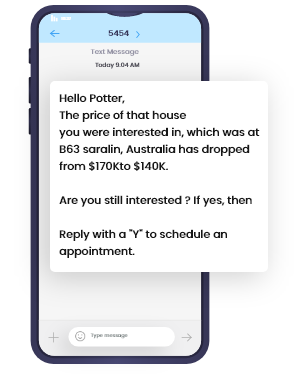 5454
Text Message
Today 9.04 AM
Hello Potter,
The price of that house
you were interested in, which was at
B63 saralin, Australia has dropped
from $170Kto $140K.
Are you still interested ? If yes, then
Reply with a "Y" to schedule an
appointment.
Type message